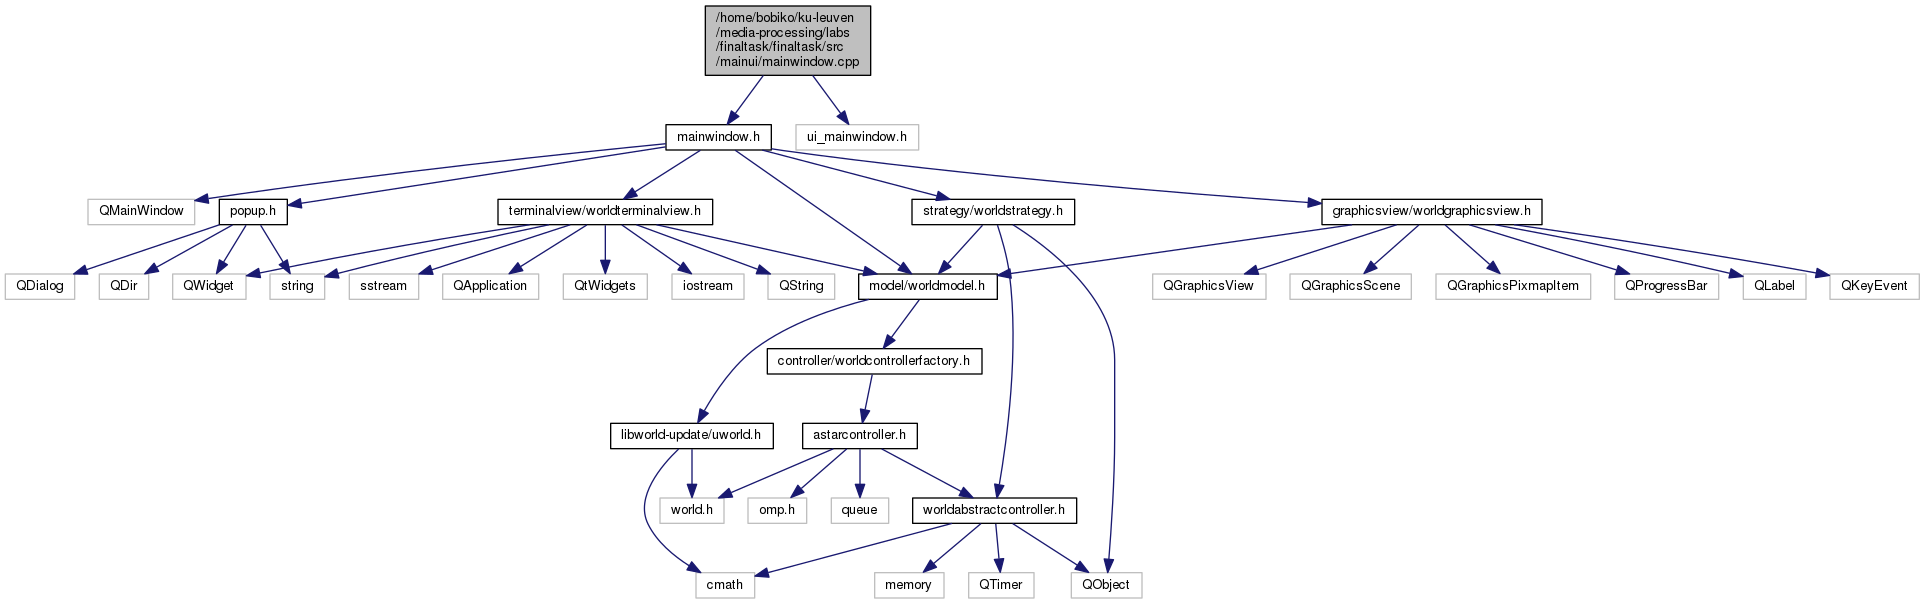 /home/bobiko/ku-leuven
/media-processing/labs
/finaltask/finaltask/src
/mainui/mainwindow.cpp
mainwindow.h
ui_mainwindow.h
QMainWindow
popup.h
terminalview/worldterminalview.h
strategy/worldstrategy.h
graphicsview/worldgraphicsview.h
QDialog
QDir
QWidget
string
sstream
QApplication
QtWidgets
iostream
QString
model/worldmodel.h
QGraphicsView
QGraphicsScene
QGraphicsPixmapItem
QProgressBar
QLabel
QKeyEvent
controller/worldcontrollerfactory.h
libworld-update/uworld.h
astarcontroller.h
world.h
omp.h
queue
worldabstractcontroller.h
cmath
memory
QTimer
QObject